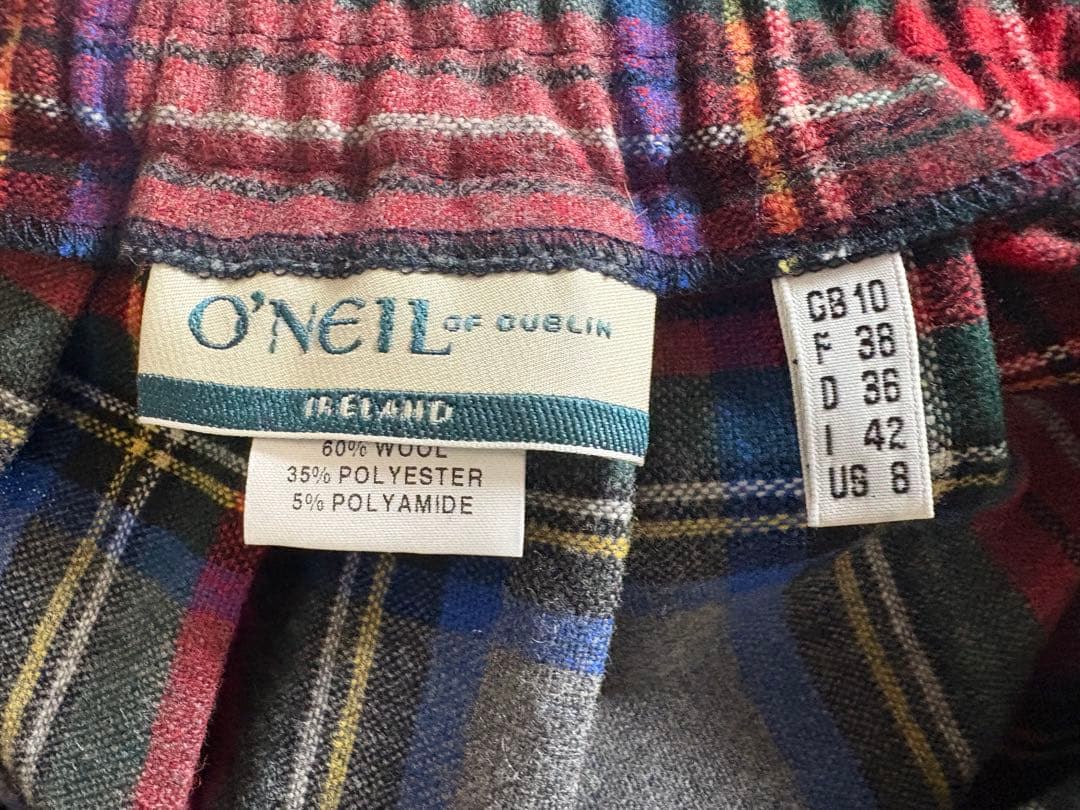 O'NEIL OF DUBLIN
IRELAND
60% WOOL
35% POLYESTER
5% POLYAMIDE
GB 10
F 38
D 36
I 42
US 8